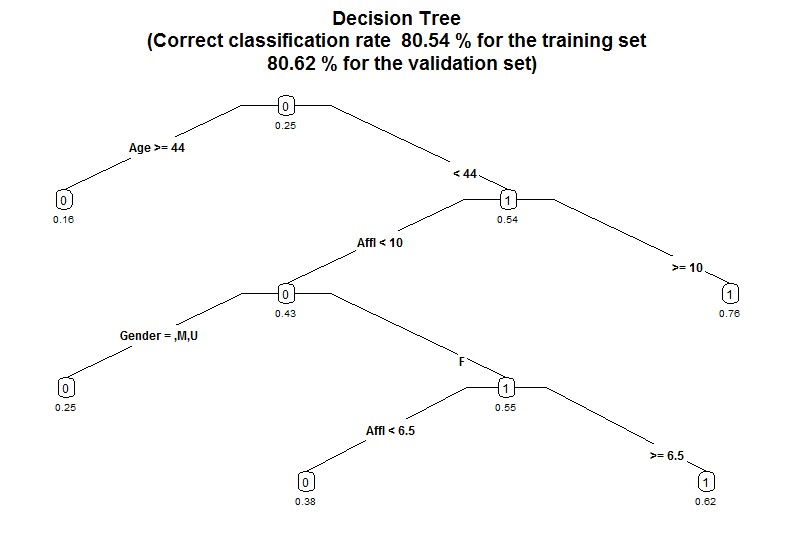 Decision Tree
(Correct classification rate 80.54 % for the training set
80.62 % for the validation set)
0
0.25
Age >= 44
< 44
0
0.16
1
0.54
Affl < 10
>= 10
0
0.43
1
0.76
Gender = ,M,U
F
0
0.25
1
0.55
Affl < 6.5
>= 6.5
0
0.38
1
0.62